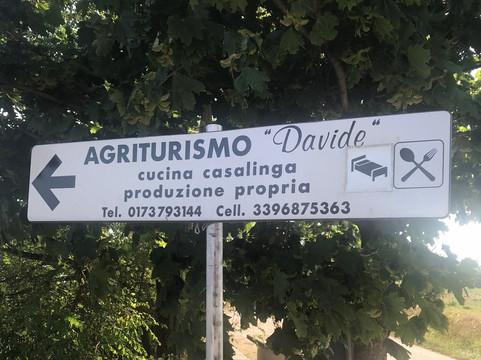 AGRITURISMO "Davide"
cucina casalinga
produzione propria
Tel. 0173793144 Cell. 3396875363